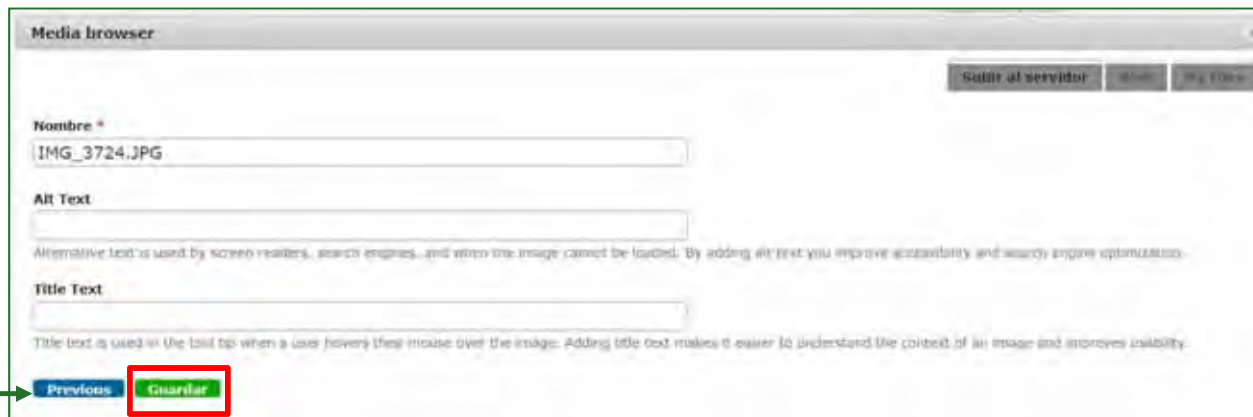 Media browser
Subir al servidor
Nombre *
IMG_3724.JPG
Alt Text
Alternative text is used by screen readers, search engines, and when the image cannot be loaded. By adding alt text you improve accessibility and search engine optimization.
Title Text
Title text is used in the tool tip when a user hovers their mouse over the image. Adding title text makes it easier to understand the context of an image and improves usability.
Previous Guardar